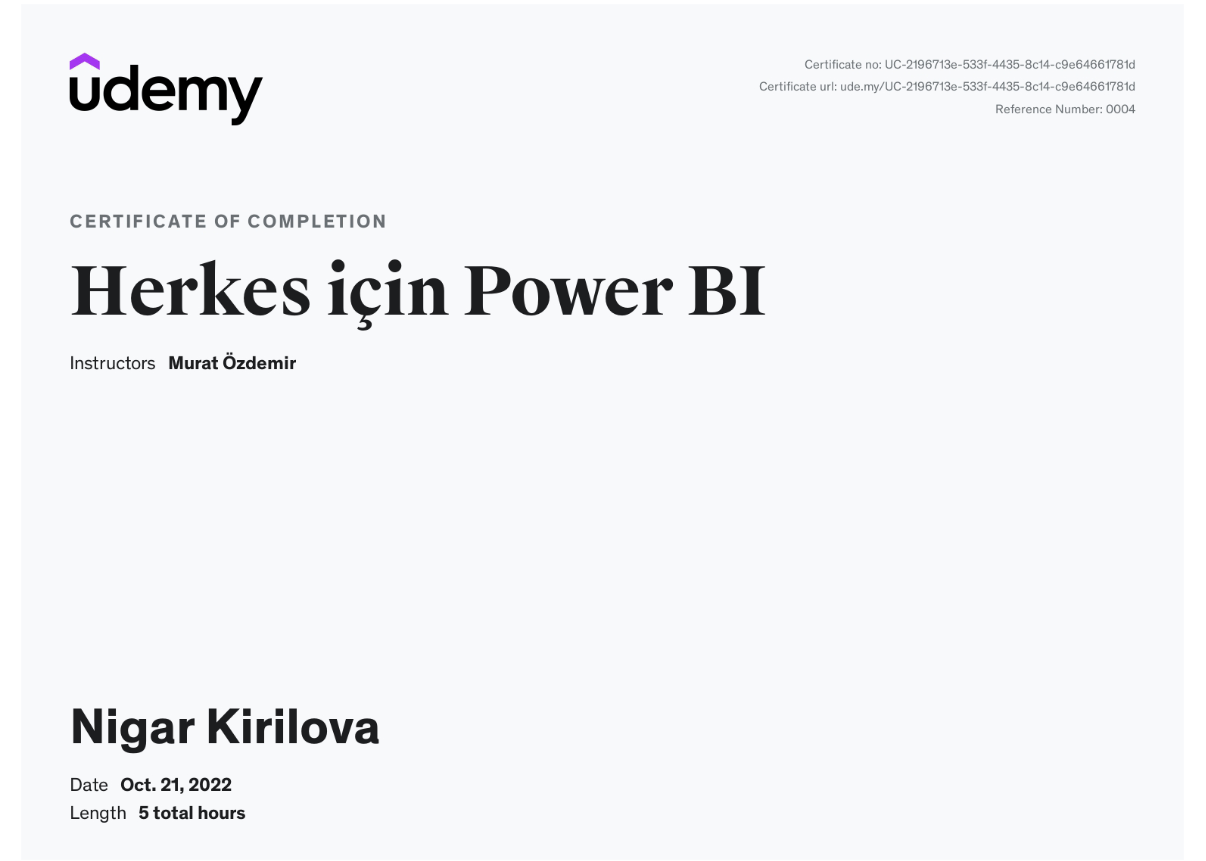 udemy
Certificate no: UC-2196713e-533f-4435-8c14-c9e64661781d
Certificate url: ude.my/UC-2196713e-533f-4435-8c14-c9e64661781d
Reference Number: 0004
CERTIFICATE OF COMPLETION
Herkes için Power BI
Instructors Murat Özdemir
Nigar Kirilova
Date Oct. 21, 2022
Length 5 total hours